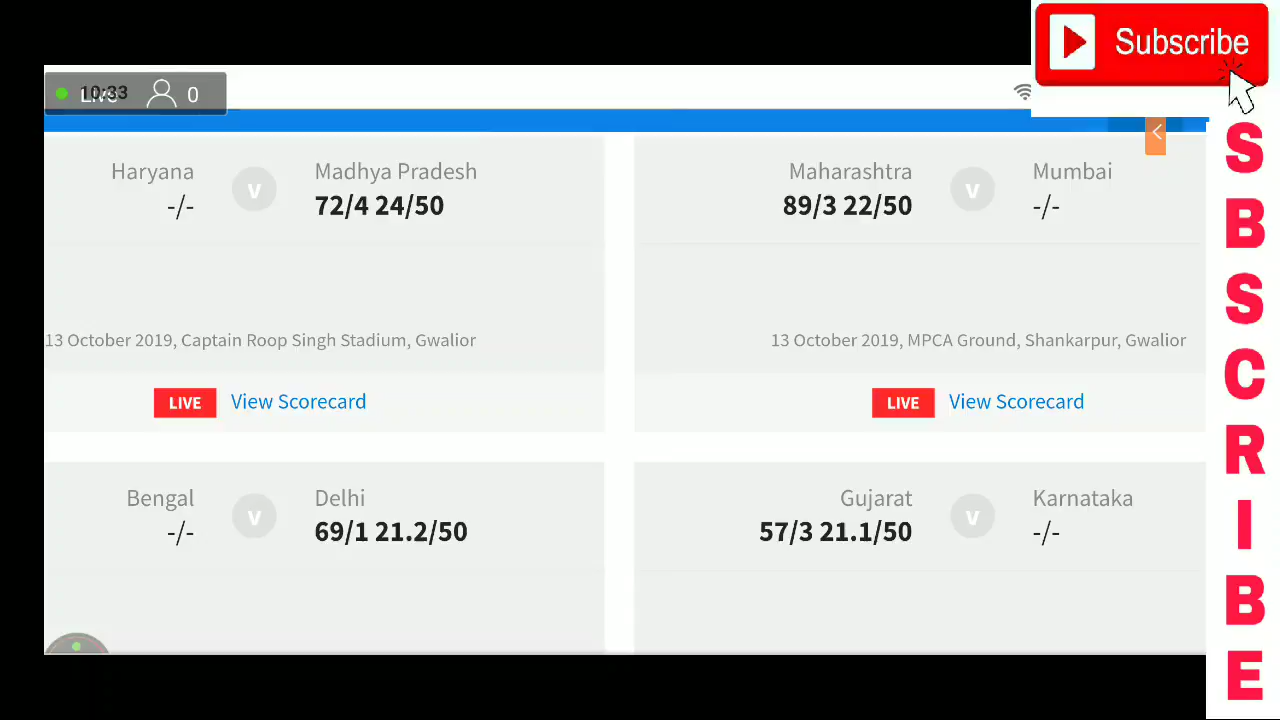 Subscribe
10:33
Live 0
Haryana v Madhya Pradesh
-/- 72/4 24/50
13 October 2019, Captain Roop Singh Stadium, Gwalior
LIVE View Scorecard
Maharashtra v Mumbai
89/3 22/50 -/-
13 October 2019, MPCA Ground, Shankarpur, Gwalior
LIVE View Scorecard
Bengal v Delhi
-/- 69/1 21.2/50
Gujarat v Karnataka
57/3 21.1/50 -/-
S
B
S
C
R
I
B
E